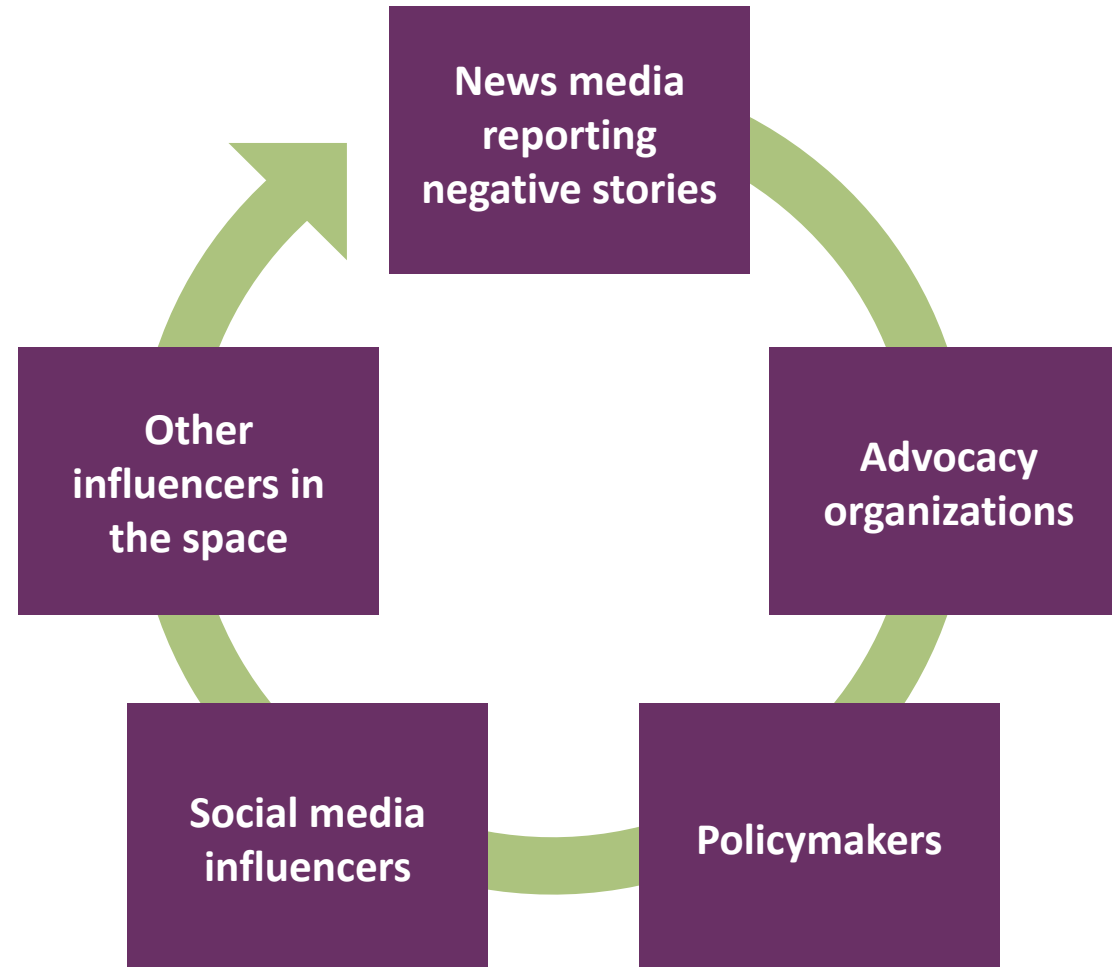 News media
reporting
negative stories
Advocacy
organizations
Policymakers
Social media
influencers
Other
influencers in
the space